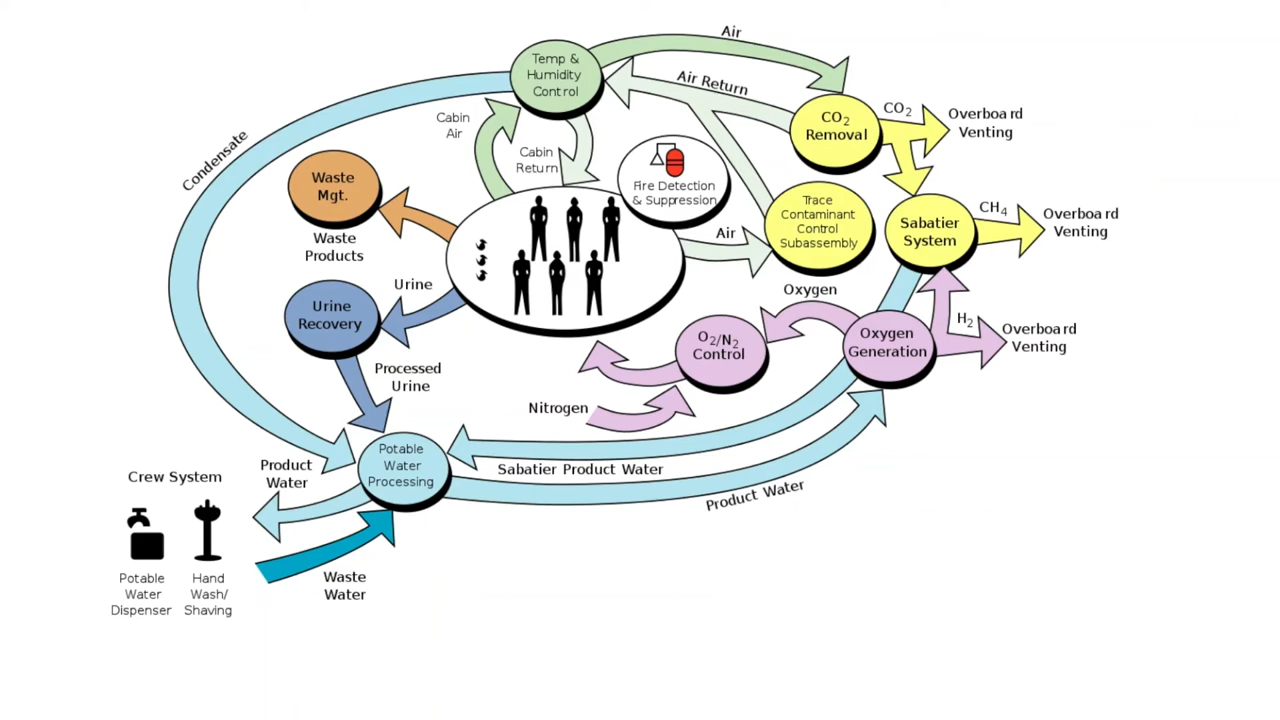 Air
Temp &
Humidity
Control
Air Return
CO2
Removal
CO2
Overboard
Venting
Cabin
Air
Cabin
Return
Condensate
Fire Detection
& Suppression
Waste
Mgt.
Waste
Products
Trace
Contaminant
Control
Subassembly
Sabatier
System
CH4
Overboard
Venting
Air
Urine
Oxygen
Urine
Recovery
O2/N2
Control
Oxygen
Generation
H2
Overboard
Venting
Processed
Urine
Nitrogen
Potable
Water
Processing
Sabatier Product Water
Product Water
Product
Water
Crew System
Potable
Water
Dispenser
Hand
Wash/
Shaving
Waste
Water